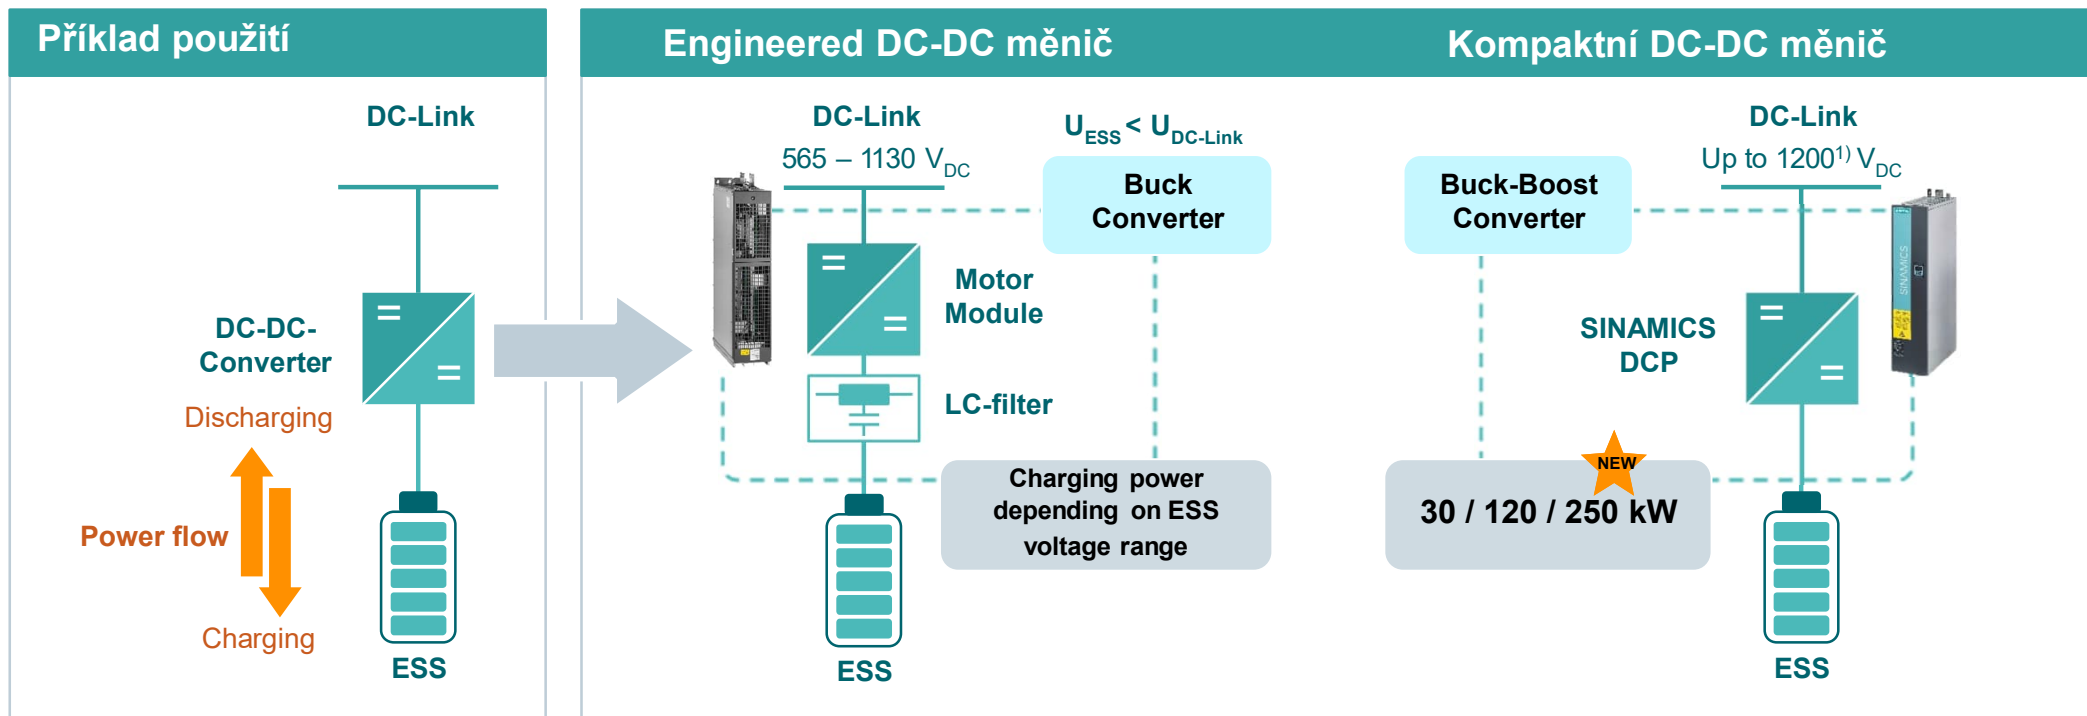 Příklad použití
DC-Link
DC-DC-
Converter
Discharging
Power flow
Charging
ESS
Engineered DC-DC měnič
DC-Link
565 – 1130 VDC
UESS < UDC-Link
Buck
Converter
Motor
Module
LC-filter
Charging power
depending on ESS
voltage range
ESS
Kompaktní DC-DC měnič
DC-Link
Up to 1200¹⁾ VDC
Buck-Boost
Converter
SINAMICS
SINAMICS
DCP
NEW
30 / 120 / 250 kW
ESS